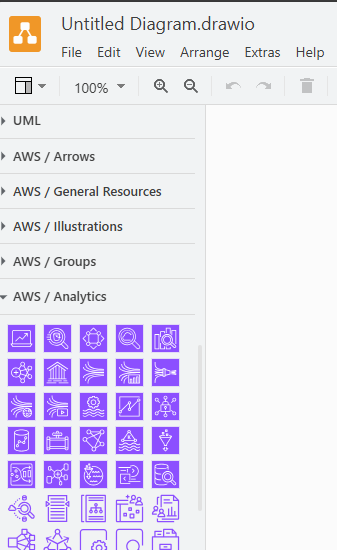 Untitled Diagram.drawio
File Edit View Arrange Extras Help
100%
UML
AWS / Arrows
AWS / General Resources
AWS / Illustrations
AWS / Groups
AWS / Analytics